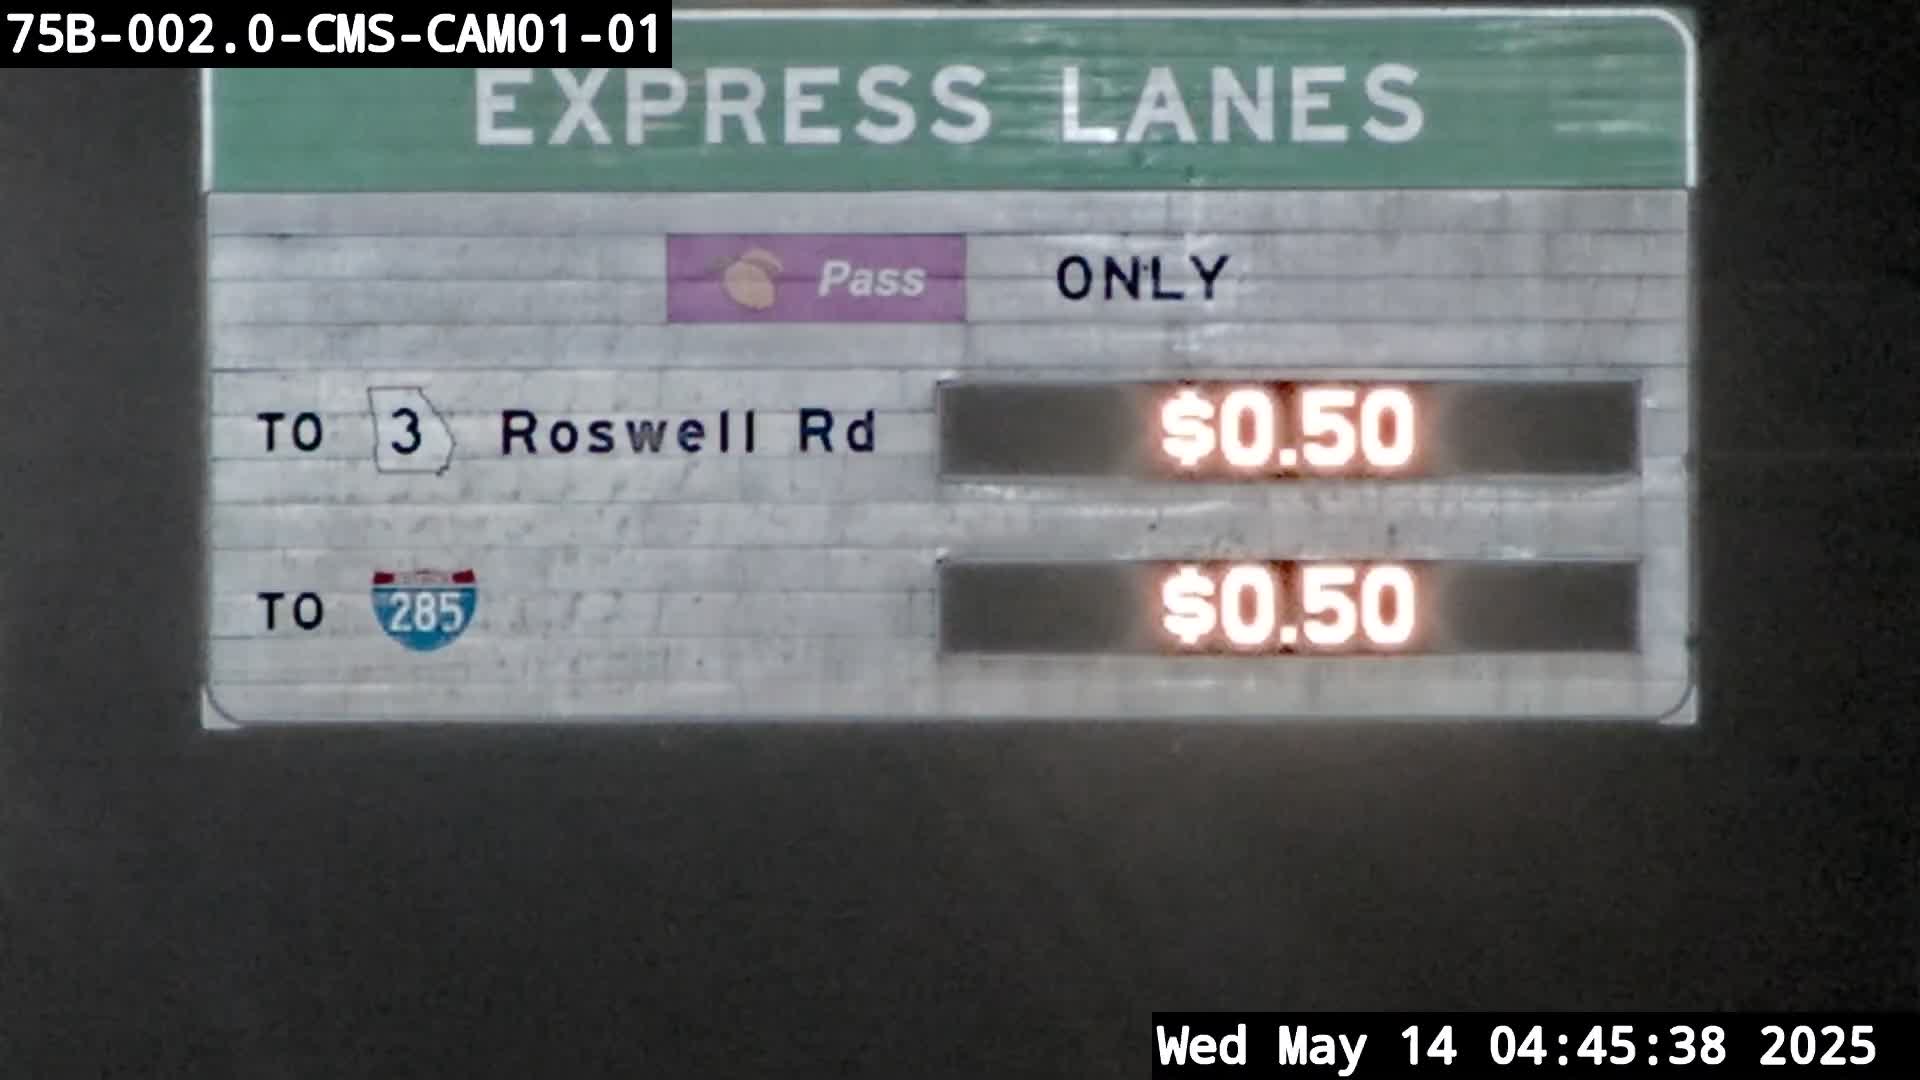 75B-002.0-CMS-CAM01-01
EXPRESS LANES
Pass ONLY
TO 3 Roswell Rd $0.50
TO 285 $0.50
Wed May 14 04:45:38 2025